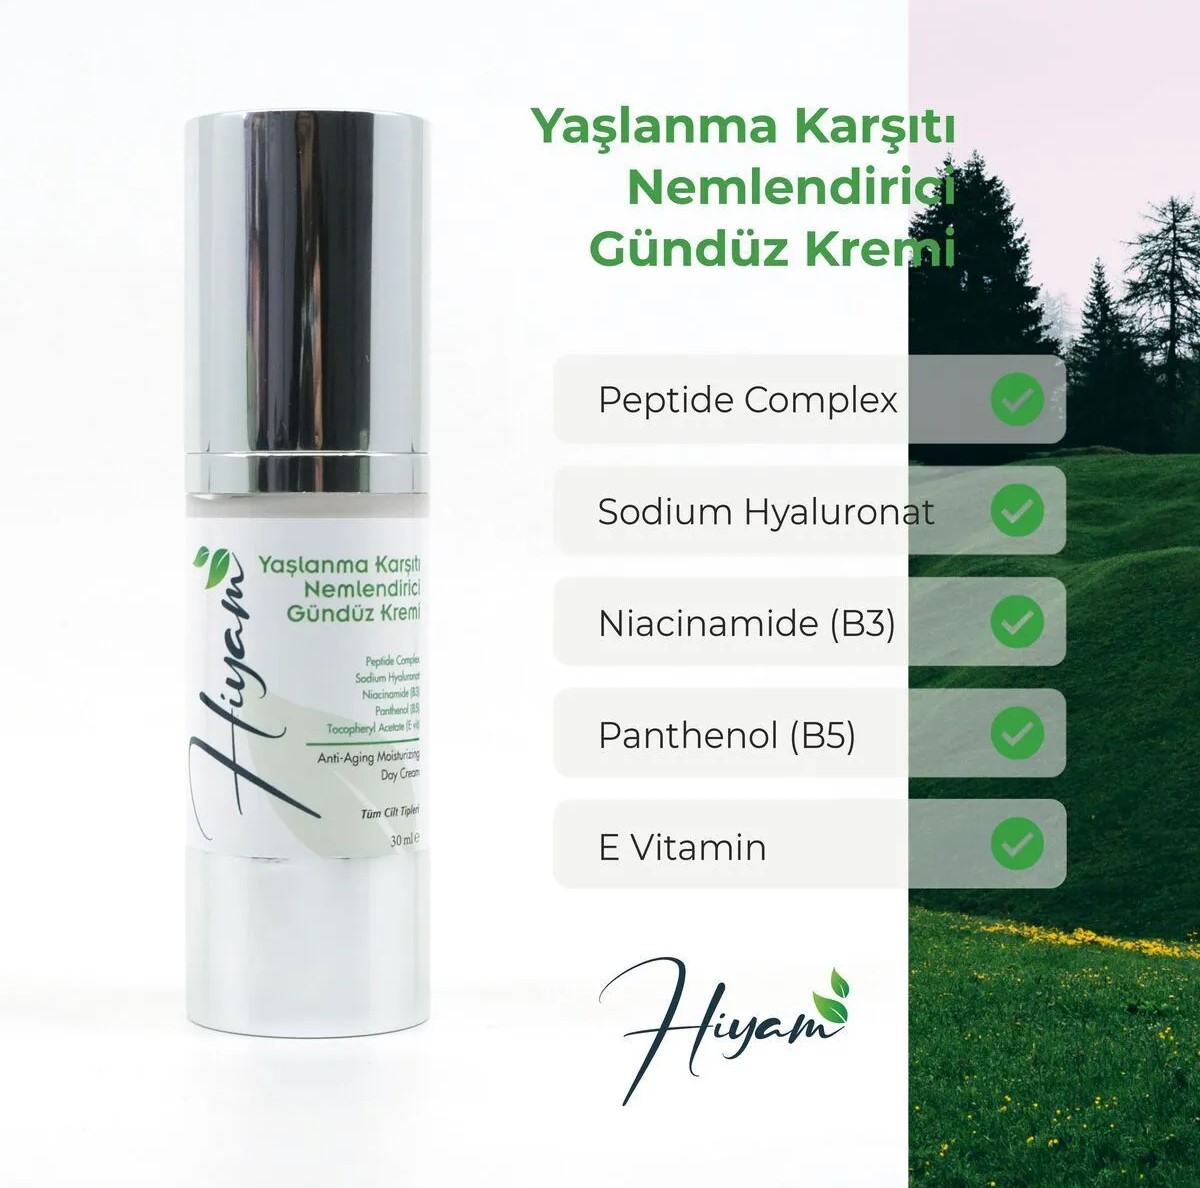 Yaşlanma Karşıtı
Nemlendirici
Gündüz Kremi
Peptide Complex
Sodium Hyaluronat
Niacinamide (B3)
Panthenol (B5)
E Vitamin
Hiyam
Hiyam
Yaşlanma Karşıtı
Nemlendirici
Gündüz Kremi
Peptide Complex
Sodium Hyaluronat
Niacinamide (B3)
Panthenol (B5)
Tocopheryl Acetate (E vit)
Anti-Aging Moisturizing
Day Cream
Tüm Cilt Tipleri
30 ml e